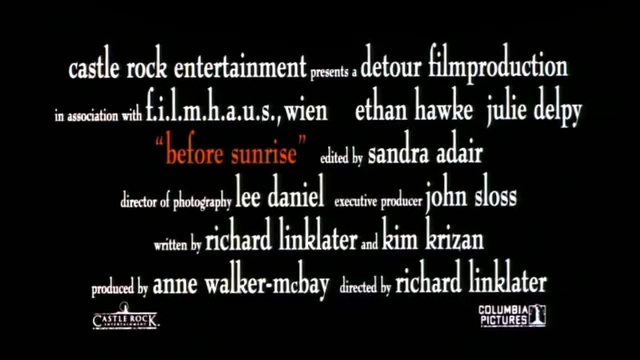 castle rock entertainment presents a detour filmproduction
in association with f.i.l.m.h.a.u.s., wien ethan hawke julie delpy
"before sunrise" edited by sandra adair
director of photography lee daniel executive producer john sloss
written by richard linklater and kim krizan
produced by anne walker-mcbay directed by richard linklater
CASTLE ROCK
entertainment
COLUMBIA
PICTURES